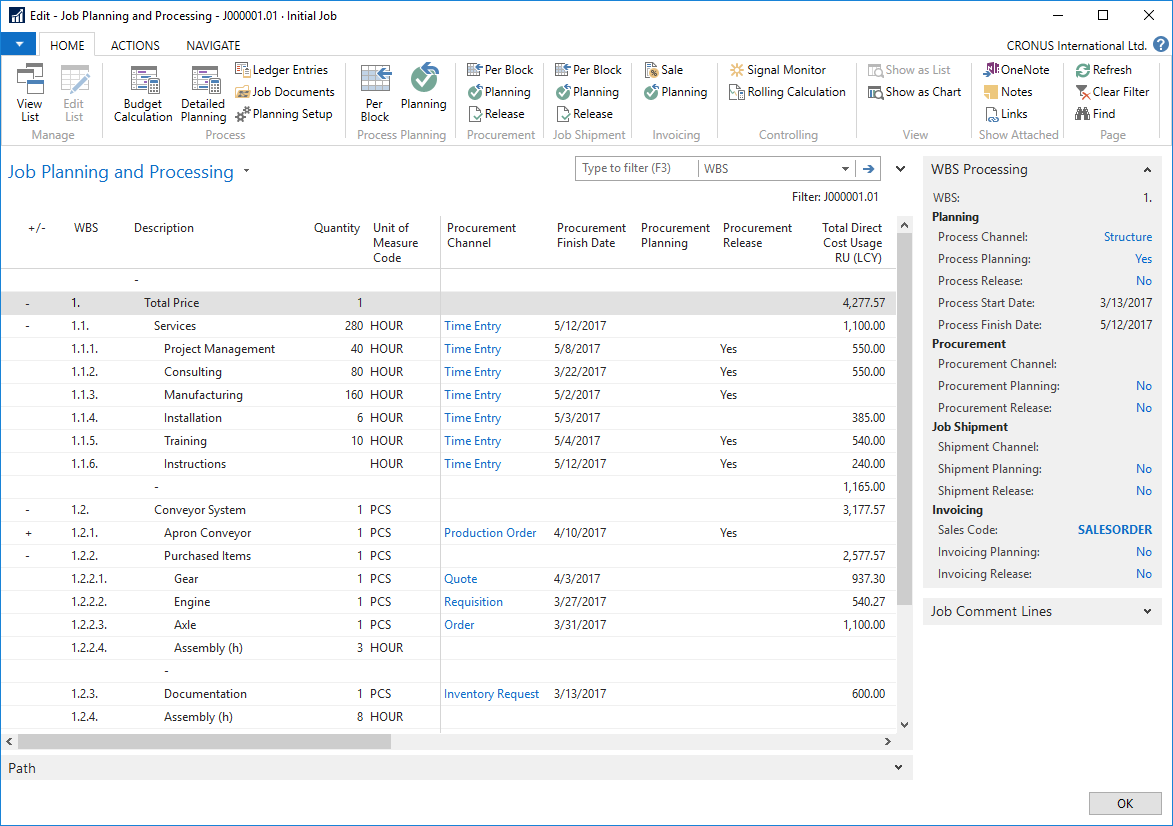 Edit - Job Planning and Processing - J000001.01 · Initial Job
HOME ACTIONS NAVIGATE CRONUS International Ltd. ?
View List
Edit List
Manage
Budget Calculation
Detailed Planning
Ledger Entries
Job Documents
Planning Setup
Process
Per Block
Planning
Process Planning
Per Block
Planning
Release
Procurement
Per Block
Planning
Release
Job Shipment
Sale
Planning
Invoicing
Signal Monitor
Rolling Calculation
Controlling
Show as List
Show as Chart
View
OneNote
Notes
Links
Show Attached
Refresh
Clear Filter
Find
Page
Job Planning and Processing
Type to filter (F3) WBS
Filter: J000001.01
+/- WBS Description Quantity Unit of Measure Code Procurement Channel Procurement Finish Date Procurement Planning Procurement Release Total Direct Cost Usage RU (LCY)
-
- 1. Total Price 1 4,277.57
- 1.1. Services 280 HOUR Time Entry 5/12/2017 1,100.00
1.1.1. Project Management 40 HOUR Time Entry 5/8/2017 Yes 550.00
1.1.2. Consulting 80 HOUR Time Entry 3/22/2017 Yes 550.00
1.1.3. Manufacturing 160 HOUR Time Entry 5/2/2017 Yes
1.1.4. Installation 6 HOUR Time Entry 5/3/2017 385.00
1.1.5. Training 10 HOUR Time Entry 5/4/2017 Yes 540.00
1.1.6. Instructions HOUR Time Entry 5/12/2017 Yes 240.00
- 1,165.00
- 1.2. Conveyor System 1 PCS 3,177.57
+ 1.2.1. Apron Conveyor 1 PCS Production Order 4/10/2017 Yes
- 1.2.2. Purchased Items 1 PCS 2,577.57
1.2.2.1. Gear 1 PCS Quote 4/3/2017 937.30
1.2.2.2. Engine 1 PCS Requisition 3/27/2017 540.27
1.2.2.3. Axle 1 PCS Order 3/31/2017 1,100.00
1.2.2.4. Assembly (h) 3 HOUR
-
1.2.3. Documentation 1 PCS Inventory Request 3/13/2017 600.00
1.2.4. Assembly (h) 8 HOUR
Path
WBS Processing
WBS: 1.
Planning
Process Channel: Structure
Process Planning: Yes
Process Release: No
Process Start Date: 3/13/2017
Process Finish Date: 5/12/2017
Procurement
Procurement Channel:
Procurement Planning: No
Procurement Release: No
Job Shipment
Shipment Channel:
Shipment Planning: No
Shipment Release: No
Invoicing
Sales Code: SALESORDER
Invoicing Planning: No
Invoicing Release: No
Job Comment Lines
OK